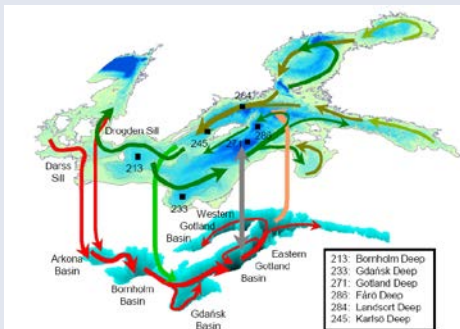 284
Drogden Sill
245
286
271
Darss
Sill
213
233
Western
Gotland
Basin
Arkona
Basin
Eastern
Gotland
Basin
Bornholm
Basin
Gdańsk
Basin
213: Bornholm Deep
233: Gdańsk Deep
271: Gotland Deep
286: Fårö Deep
284: Landsort Deep
245: Karlsö Deep